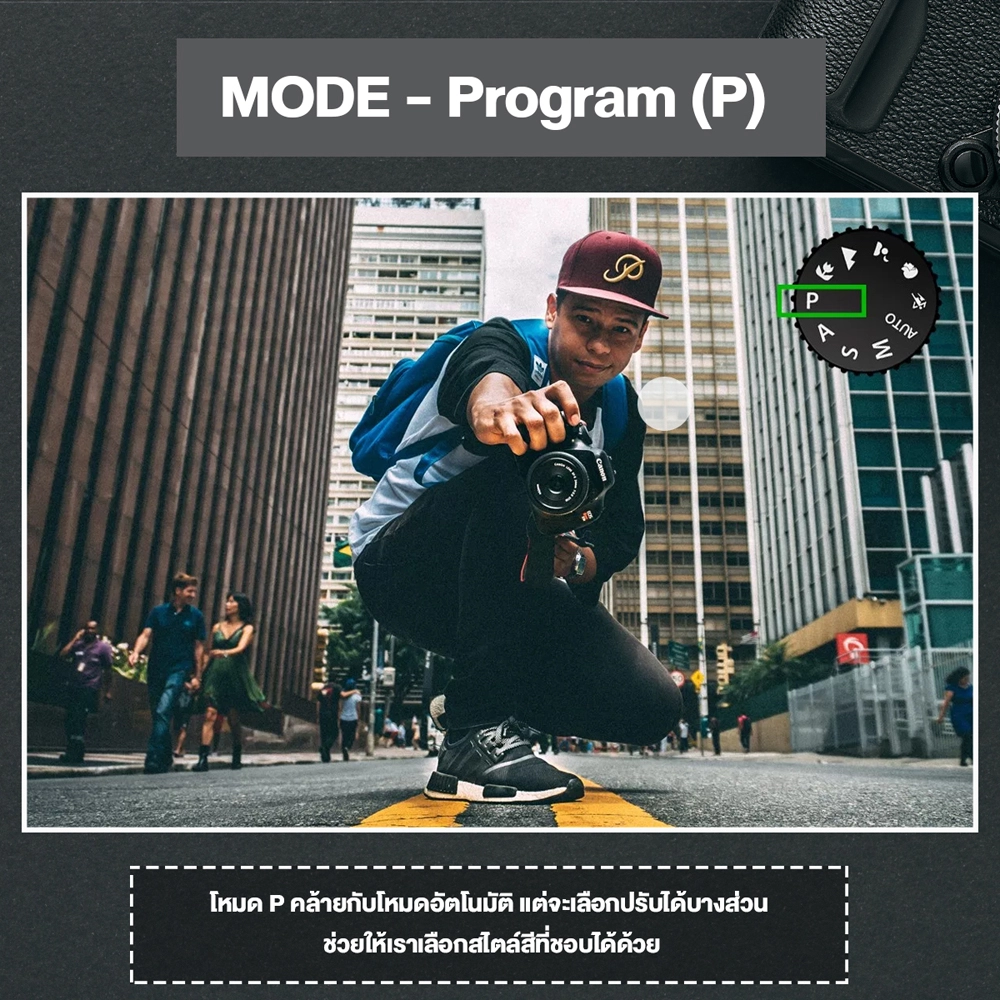 MODE - Program (P)
P
A
S
M
AUTO
Canon
โหมด P คล้ายกับโหมดอัตโนมัติ แต่จะเลือกปรับได้บางส่วน
ช่วยให้เราเลือกสไตล์สีที่ชอบได้ด้วย